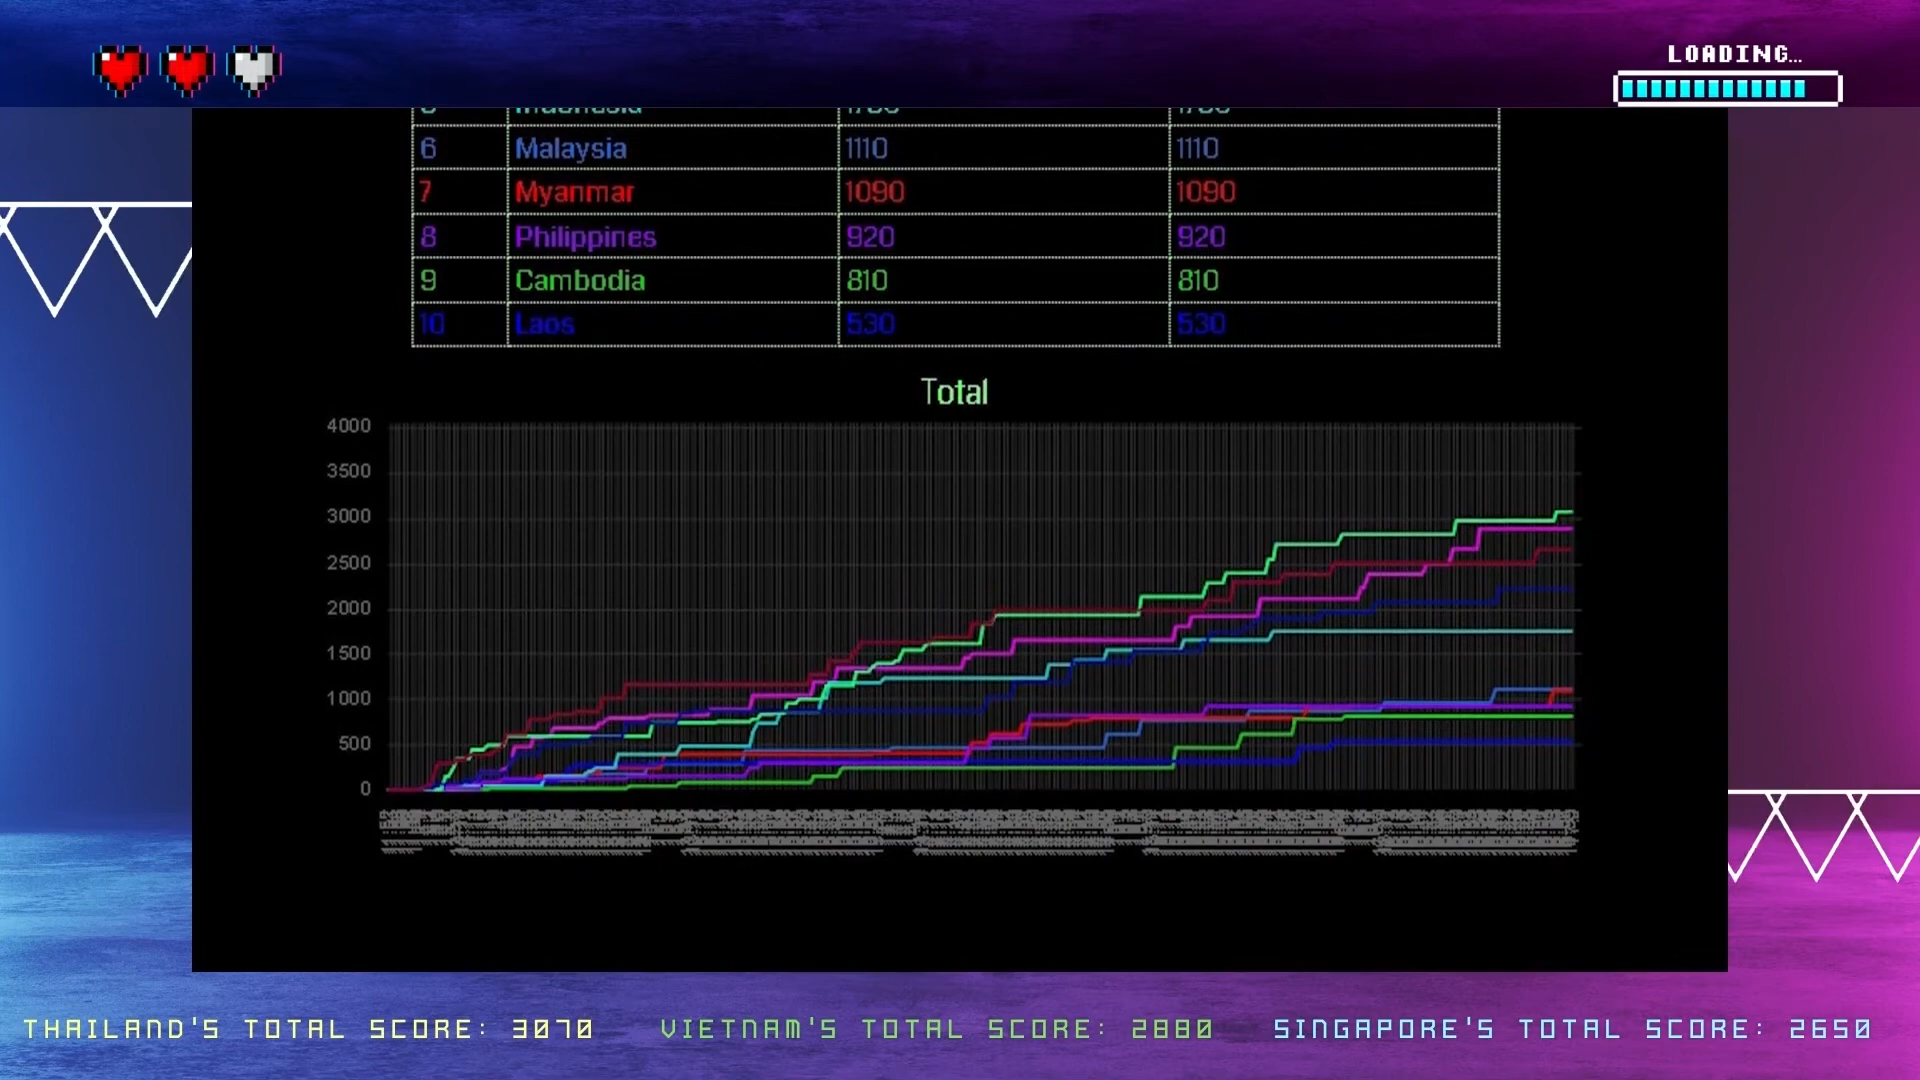 LOADING...
6 Malaysia 1110 1110
7 Myanmar 1090 1090
8 Philippines 920 920
9 Cambodia 810 810
10 Laos 530 530
Total
4000
3500
3000
2500
2000
1500
1000
500
0
THAILAND'S TOTAL SCORE: 3070 VIETNAM'S TOTAL SCORE: 2880 SINGAPORE'S TOTAL SCORE: 2650